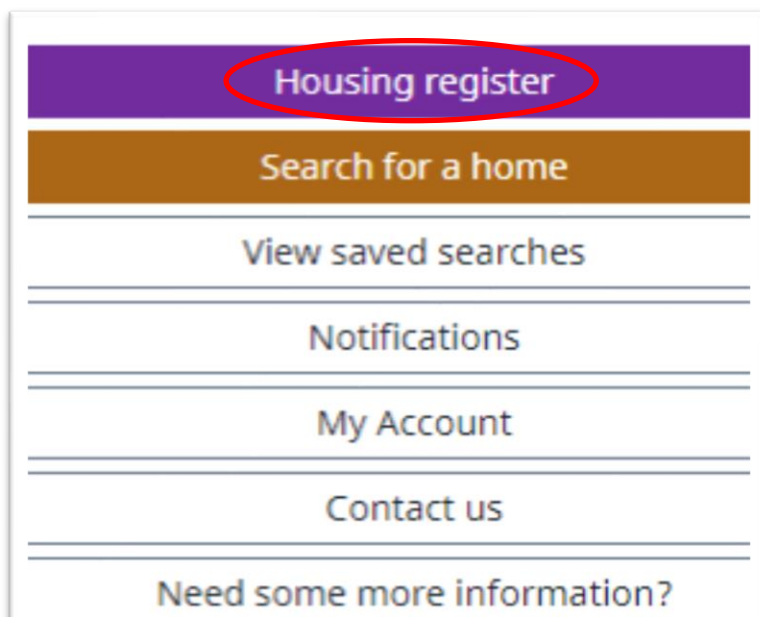 Housing register
Search for a home
View saved searches
Notifications
My Account
Contact us
Need some more information?